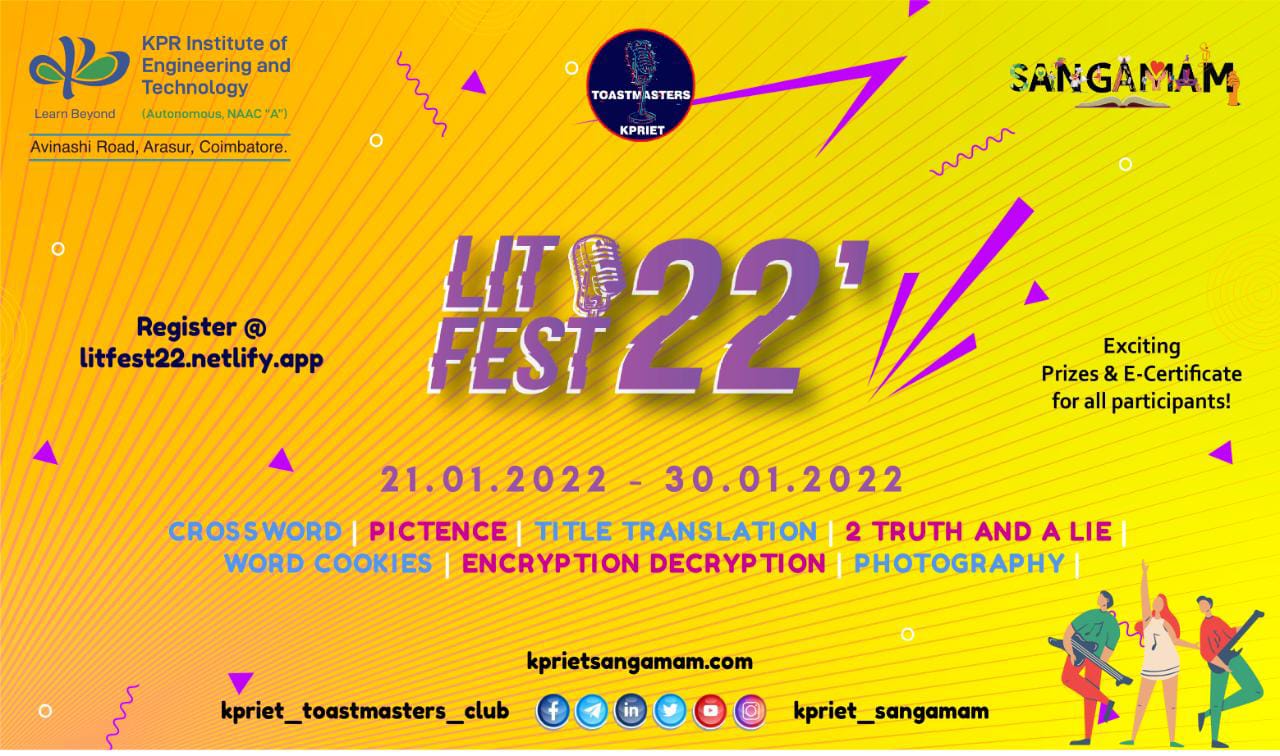 KPR Institute of
Engineering and
Technology
Learn Beyond
(Autonomous, NAAC "A")
Avinashi Road, Arasur, Coimbatore.
TOASTMASTERS
KPRIET
SANGAMAM
LIT
FEST 22'
Register @
litfest22.netlify.app
Exciting
Prizes & E-Certificate
for all participants!
21.01.2022 - 30.01.2022
CROSSWORD | PICTENCE | TITLE TRANSLATION | 2 TRUTH AND A LIE |
WORD COOKIES | ENCRYPTION DECRYPTION | PHOTOGRAPHY |
kprietsangamam.com
kpriet_toastmasters_club
kpriet_sangamam